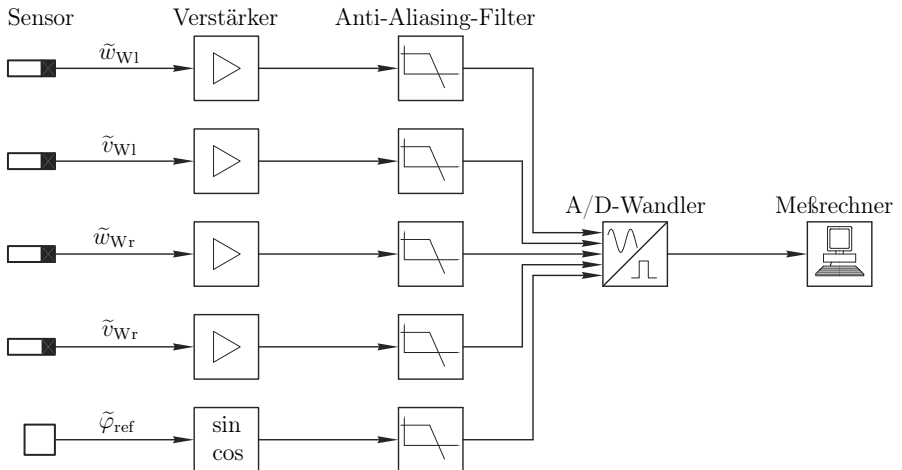 Sensor Verstärker Anti-Aliasing-Filter
w̃Wl
ṽWl
A/D-Wandler Meßrechner
w̃Wr
ṽWr
φ̃ref sin
cos